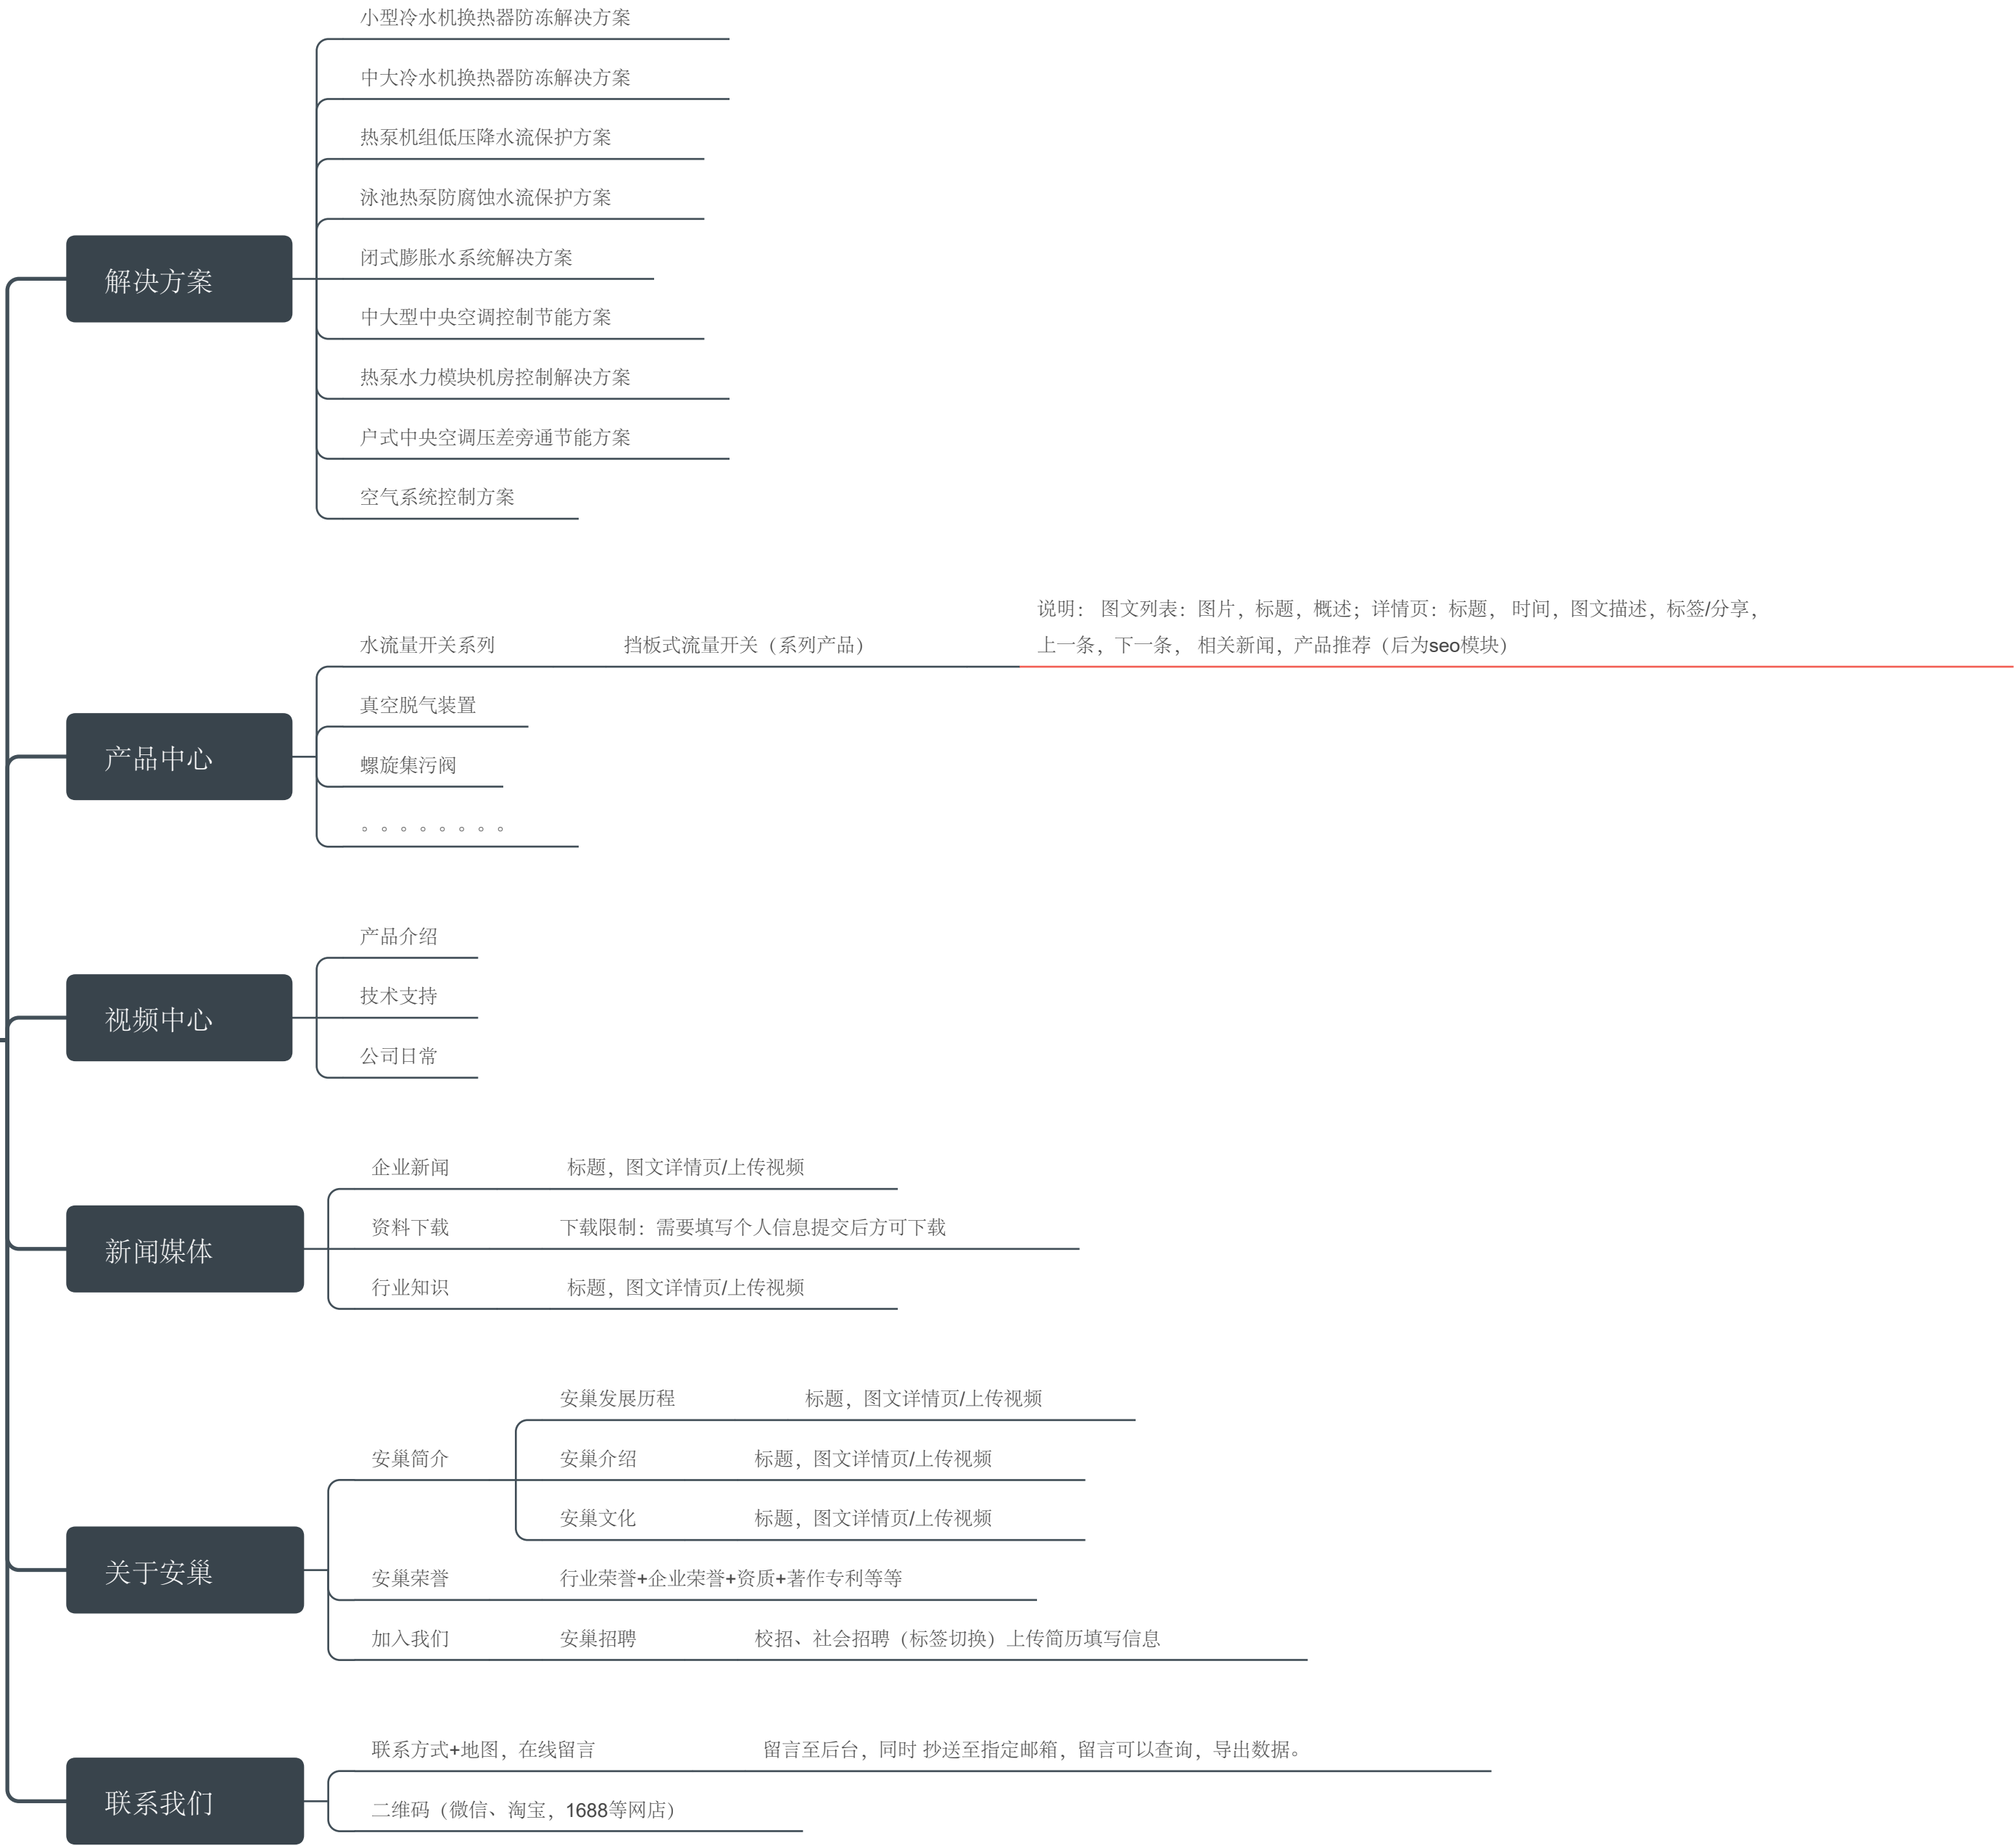 小型冷水机换热器防冻解决方案
中大冷水机换热器防冻解决方案
热泵机组低压降水流保护方案
泳池热泵防腐蚀水流保护方案
解决方案
闭式膨胀水系统解决方案
中大型中央空调控制节能方案
热泵水力模块机房控制解决方案
户式中央空调压差旁通节能方案
空气系统控制方案
产品中心
水流量开关系列
挡板式流量开关（系列产品）
说明： 图文列表：图片，标题，概述；详情页：标题， 时间，图文描述，标签/分享，
上一条，下一条， 相关新闻，产品推荐（后为seo模块）
真空脱气装置
螺旋集污阀
。。。。。。。。
视频中心
产品介绍
技术支持
公司日常
新闻媒体
企业新闻
标题，图文详情页/上传视频
资料下载
下载限制：需要填写个人信息提交后方可下载
行业知识
标题，图文详情页/上传视频
关于安巢
安巢简介
安巢发展历程
标题，图文详情页/上传视频
安巢介绍
标题，图文详情页/上传视频
安巢文化
标题，图文详情页/上传视频
安巢荣誉
行业荣誉+企业荣誉+资质+著作专利等等
加入我们
安巢招聘
校招、社会招聘（标签切换）上传简历填写信息
联系我们
联系方式+地图，在线留言
留言至后台，同时 抄送至指定邮箱，留言可以查询，导出数据。
二维码（微信、淘宝，1688等网店）